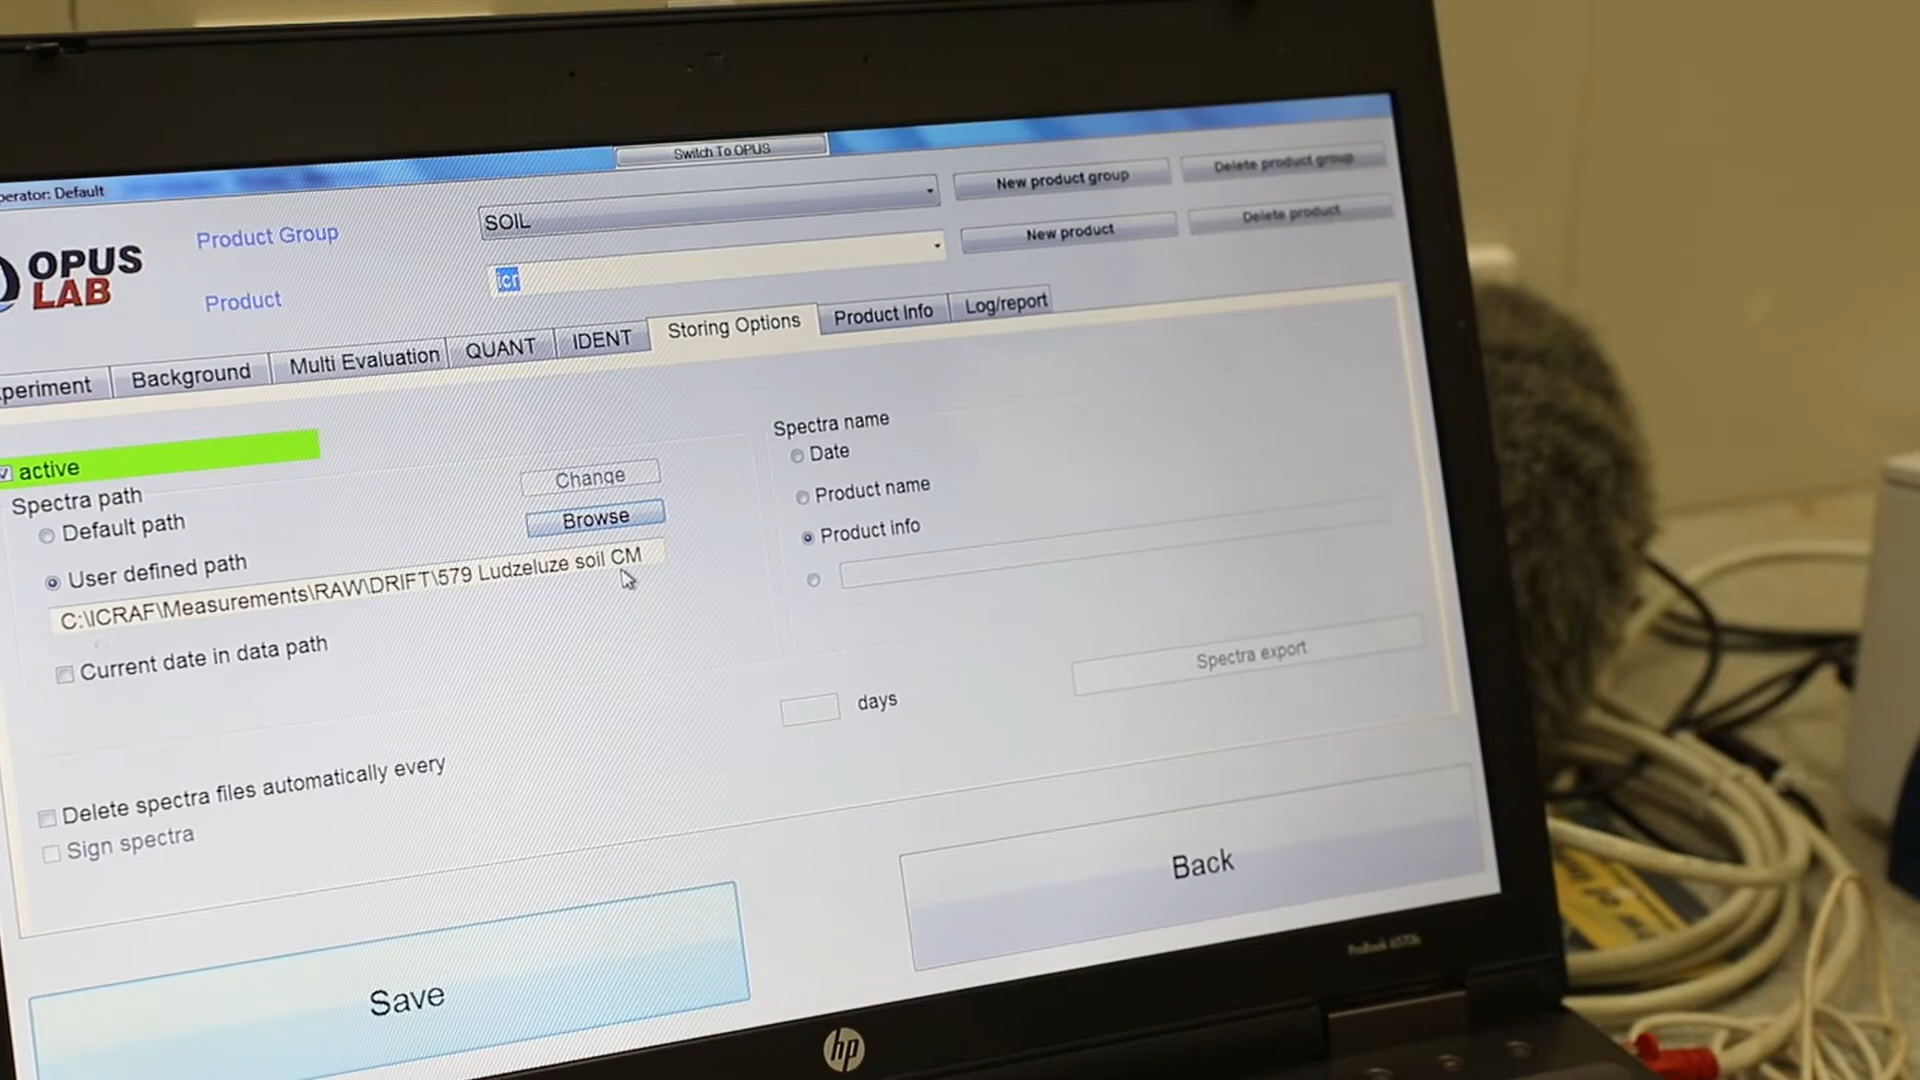 Switch To OPUS
perator: Default
OPUS
LAB
Product Group
SOIL
New product group
Delete product group
Product
icr
New product
Delete product
periment
Background
Multi Evaluation
QUANT
IDENT
Storing Options
Product Info
Log/report
active
Spectra path
Default path
Change
Browse
User defined path
C:\ICRAF\Measurements\RAW\DRIFT\579 Ludzeluze soil CM
Current date in data path
Spectra name
Date
Product name
Product info
Spectra export
Delete spectra files automatically every
days
Sign spectra
Save
Back
ProBook 6570b
hp